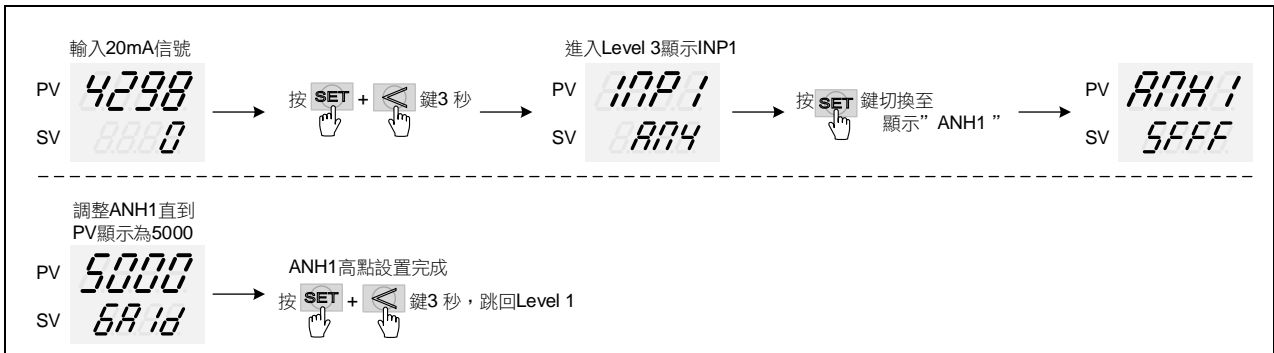 輸入20mA信號
PV 4298
SV 0
按 SET + < 鍵3 秒
進入Level 3顯示INP1
PV INP1
SV ANY
按 SET 鍵切換至
顯示” ANH1 ”
PV ANH1
SV 5FFF
調整ANH1直到
PV顯示為5000
PV 5000
SV 6A1d
ANH1高點設置完成
按 SET + < 鍵3 秒，跳回Level 1